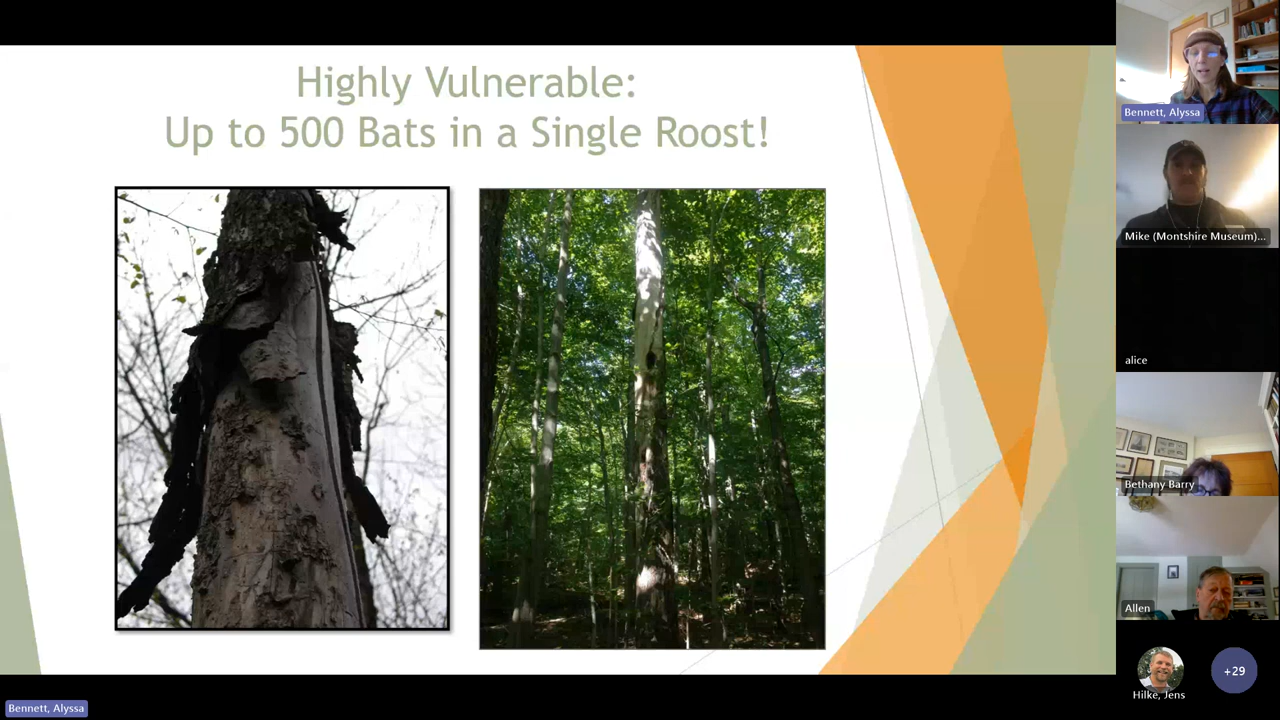 Highly Vulnerable:
Up to 500 Bats in a Single Roost!
Bennett, Alyssa
Mike (Montshire Museum)...
alice
Bethany Barry
Allen
Hilke, Jens
+29
Bennett, Alyssa